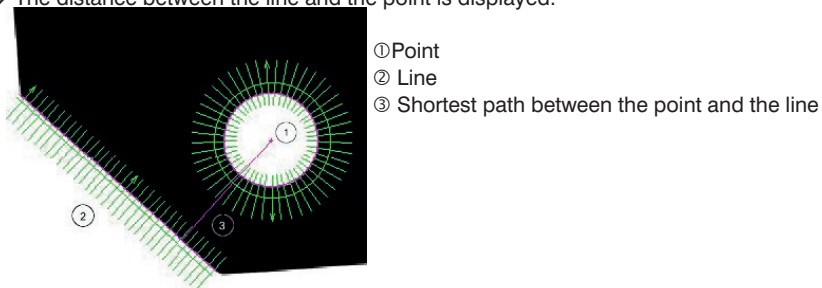 The distance between the line and the point is displayed.
①Point
② Line
③ Shortest path between the point and the line
①
②
③